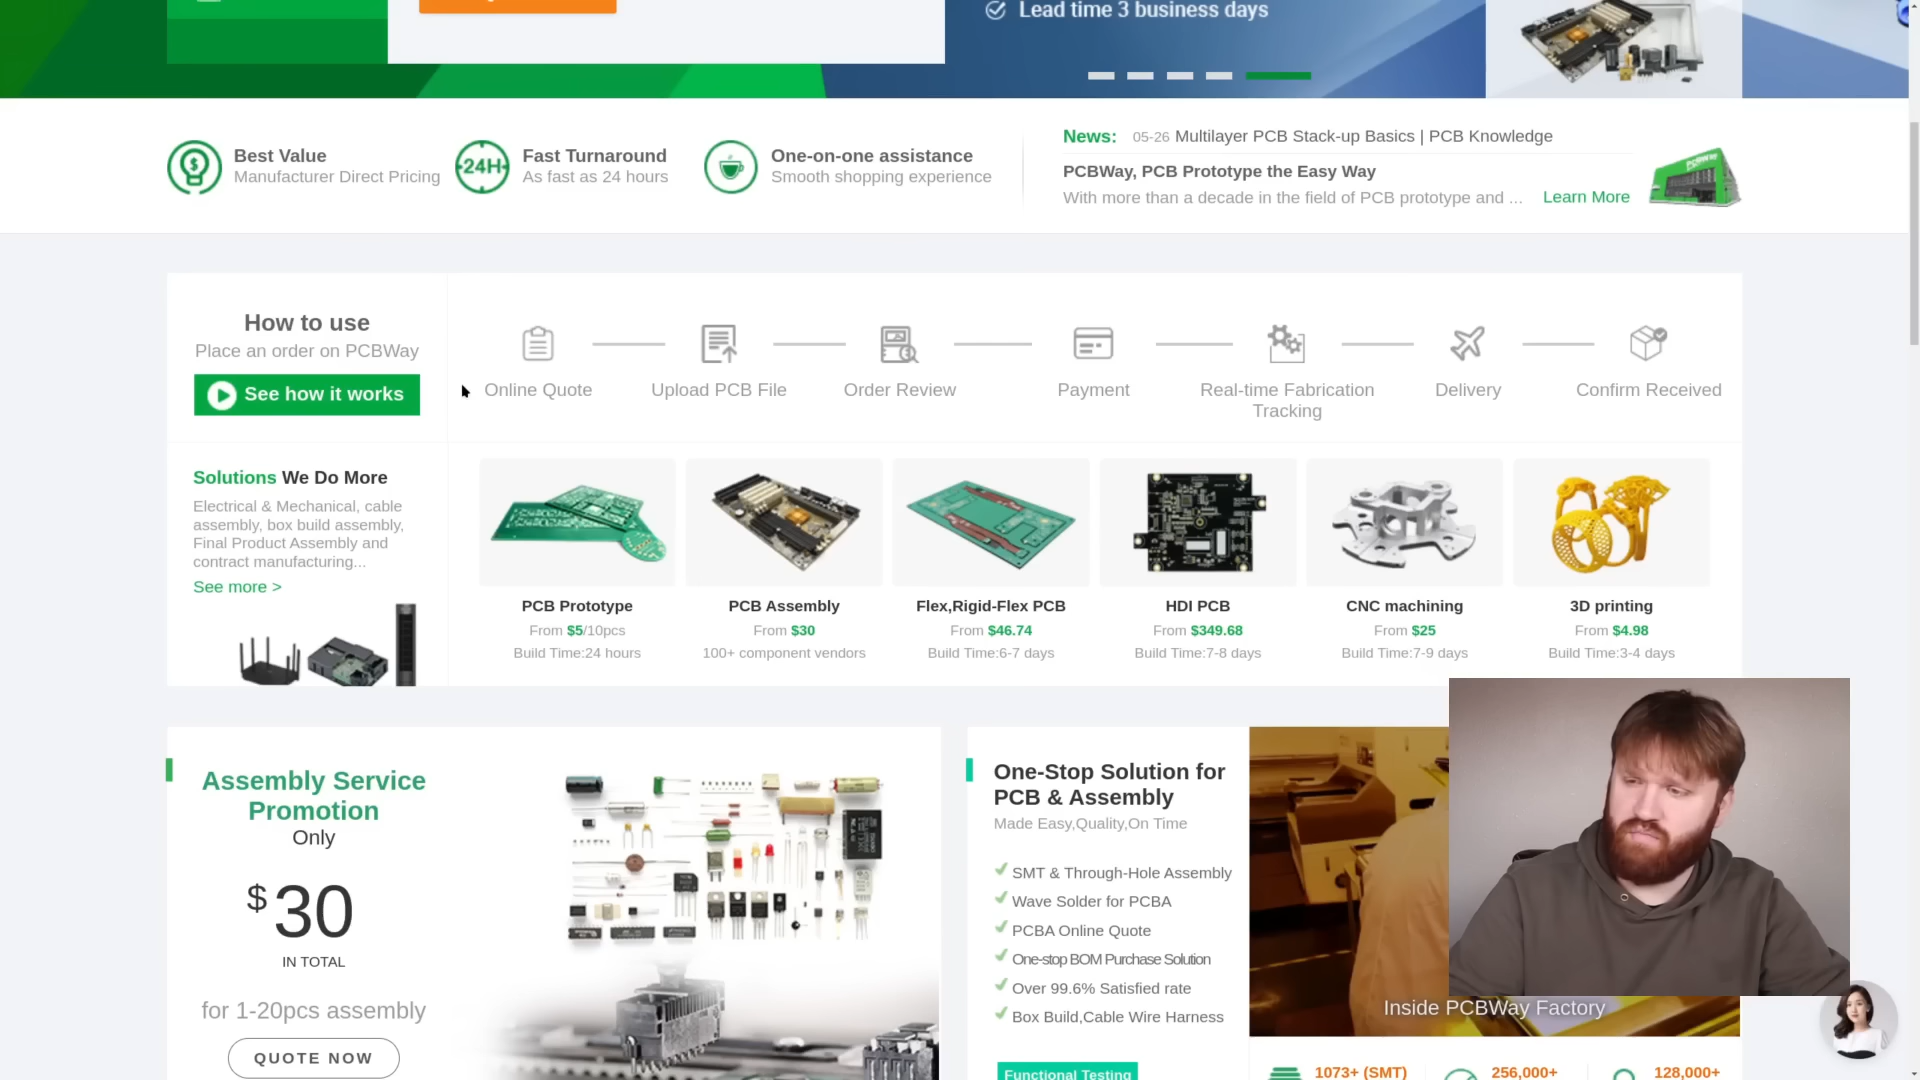 Lead time 3 business days
Best Value
Manufacturer Direct Pricing
24H
Fast Turnaround
As fast as 24 hours
One-on-one assistance
Smooth shopping experience
News: 05-26 Multilayer PCB Stack-up Basics | PCB Knowledge
PCBWay, PCB Prototype the Easy Way
With more than a decade in the field of PCB prototype and ... Learn More
PCBWay
How to use
Place an order on PCBWay
See how it works
Online Quote
Upload PCB File
Order Review
Payment
Real-time Fabrication
Tracking
Delivery
Confirm Received
Solutions We Do More
Electrical & Mechanical, cable
assembly, box build assembly,
Final Product Assembly and
contract manufacturing...
See more >
PCB Prototype
From $5/10pcs
Build Time:24 hours
PCB Assembly
From $30
100+ component vendors
Flex,Rigid-Flex PCB
From $46.74
Build Time:6-7 days
HDI PCB
From $349.68
Build Time:7-8 days
CNC machining
From $25
Build Time:7-9 days
3D printing
From $4.98
Build Time:3-4 days
Assembly Service
Promotion
Only
$30
IN TOTAL
for 1-20pcs assembly
QUOTE NOW
One-Stop Solution for
PCB & Assembly
Made Easy,Quality,On Time
SMT & Through-Hole Assembly
Wave Solder for PCBA
PCBA Online Quote
One-stop BOM Purchase Solution
Over 99.6% Satisfied rate
Box Build,Cable Wire Harness
Functional Testing
Inside PCBWay Factory
1073+ (SMT)
256,000+
128,000+